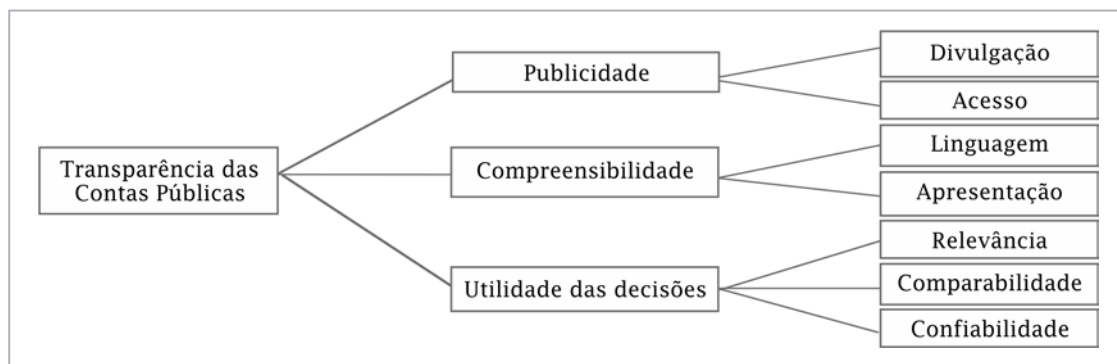 Transparência das
Contas Públicas
Publicidade
Divulgação
Acesso
Compreensibilidade
Linguagem
Apresentação
Utilidade das decisões
Relevância
Comparabilidade
Confiabilidade